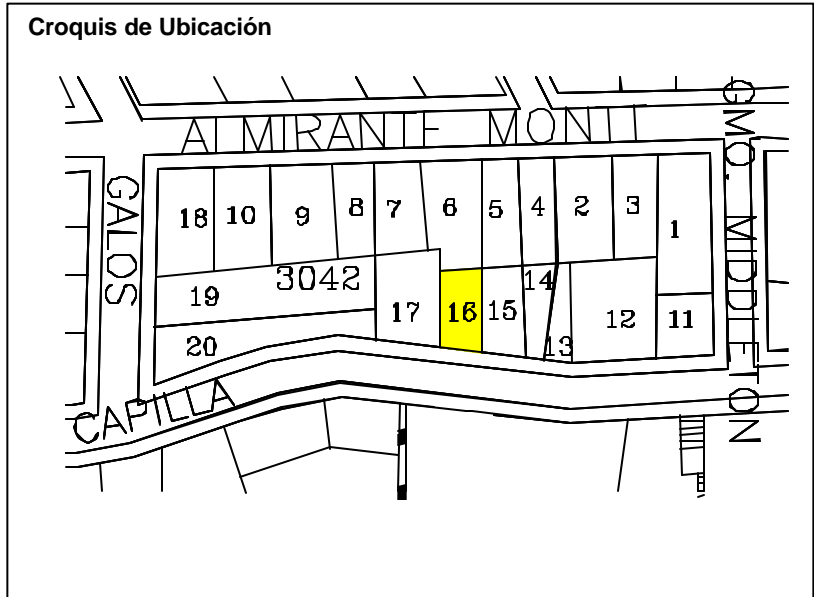 Croquis de Ubicación
ALMIRANTE MONTT
GMO. MIDDLETON
GALOS
18 10 9 8 7 6 5 4 2 3 1
3042
19
20
17 16 15 14 13 12 11
CAPILLA